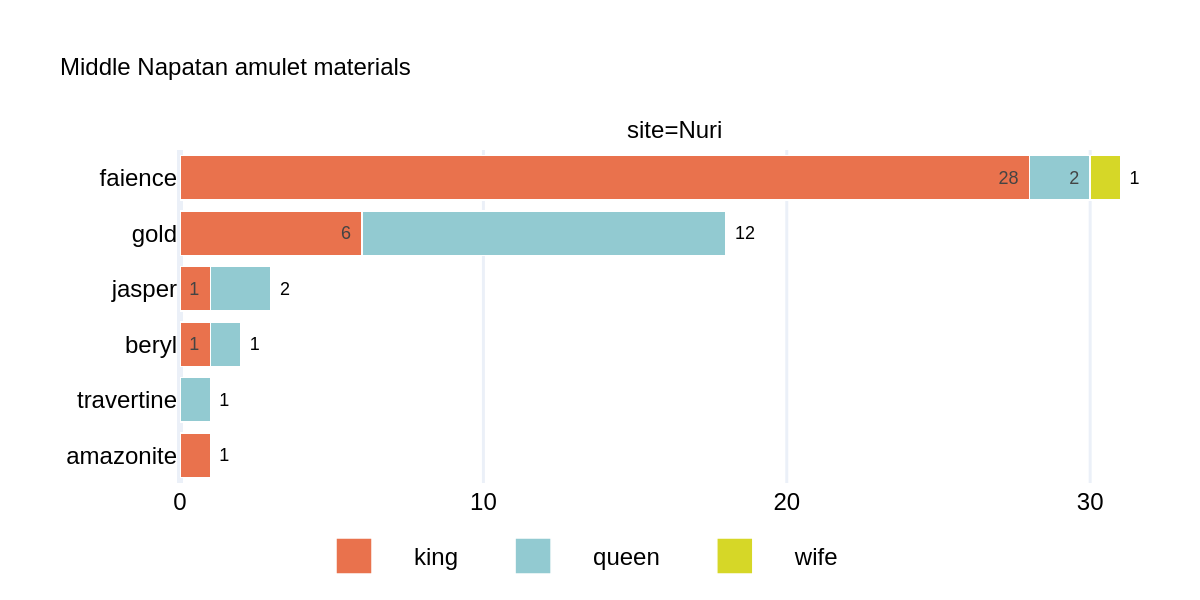 Middle Napatan amulet materials
site=Nuri
faience 28 2 1
gold 6 12
jasper 1 2
beryl 1 1
travertine 1
amazonite 1
0 10 20 30
king queen wife